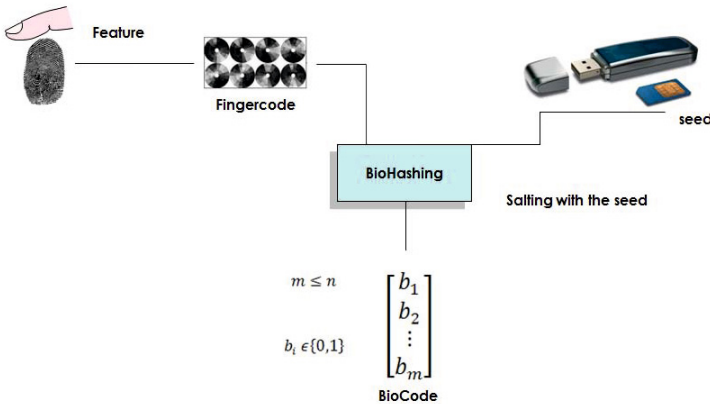 Feature
Fingercode
seed
BioHashing
Salting with the seed
m ≤ n
b₁
b₂
⋮
bₘ
bᵢ ϵ{0,1}
BioCode